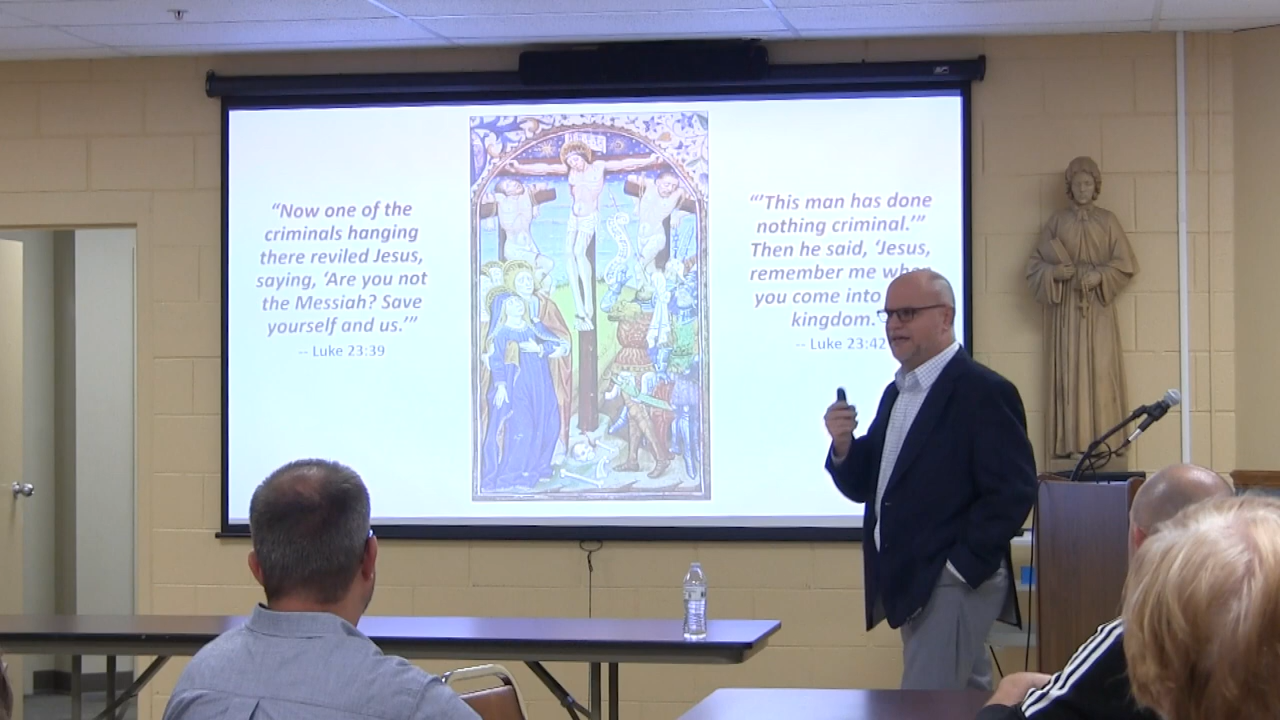 “Now one of the
criminals hanging
there reviled Jesus,
saying, ‘Are you not
the Messiah? Save
yourself and us.’”
-- Luke 23:39
“‘This man has done
nothing criminal.’”
Then he said, ‘Jesus,
remember me when
you come into
kingdom.
-- Luke 23:42